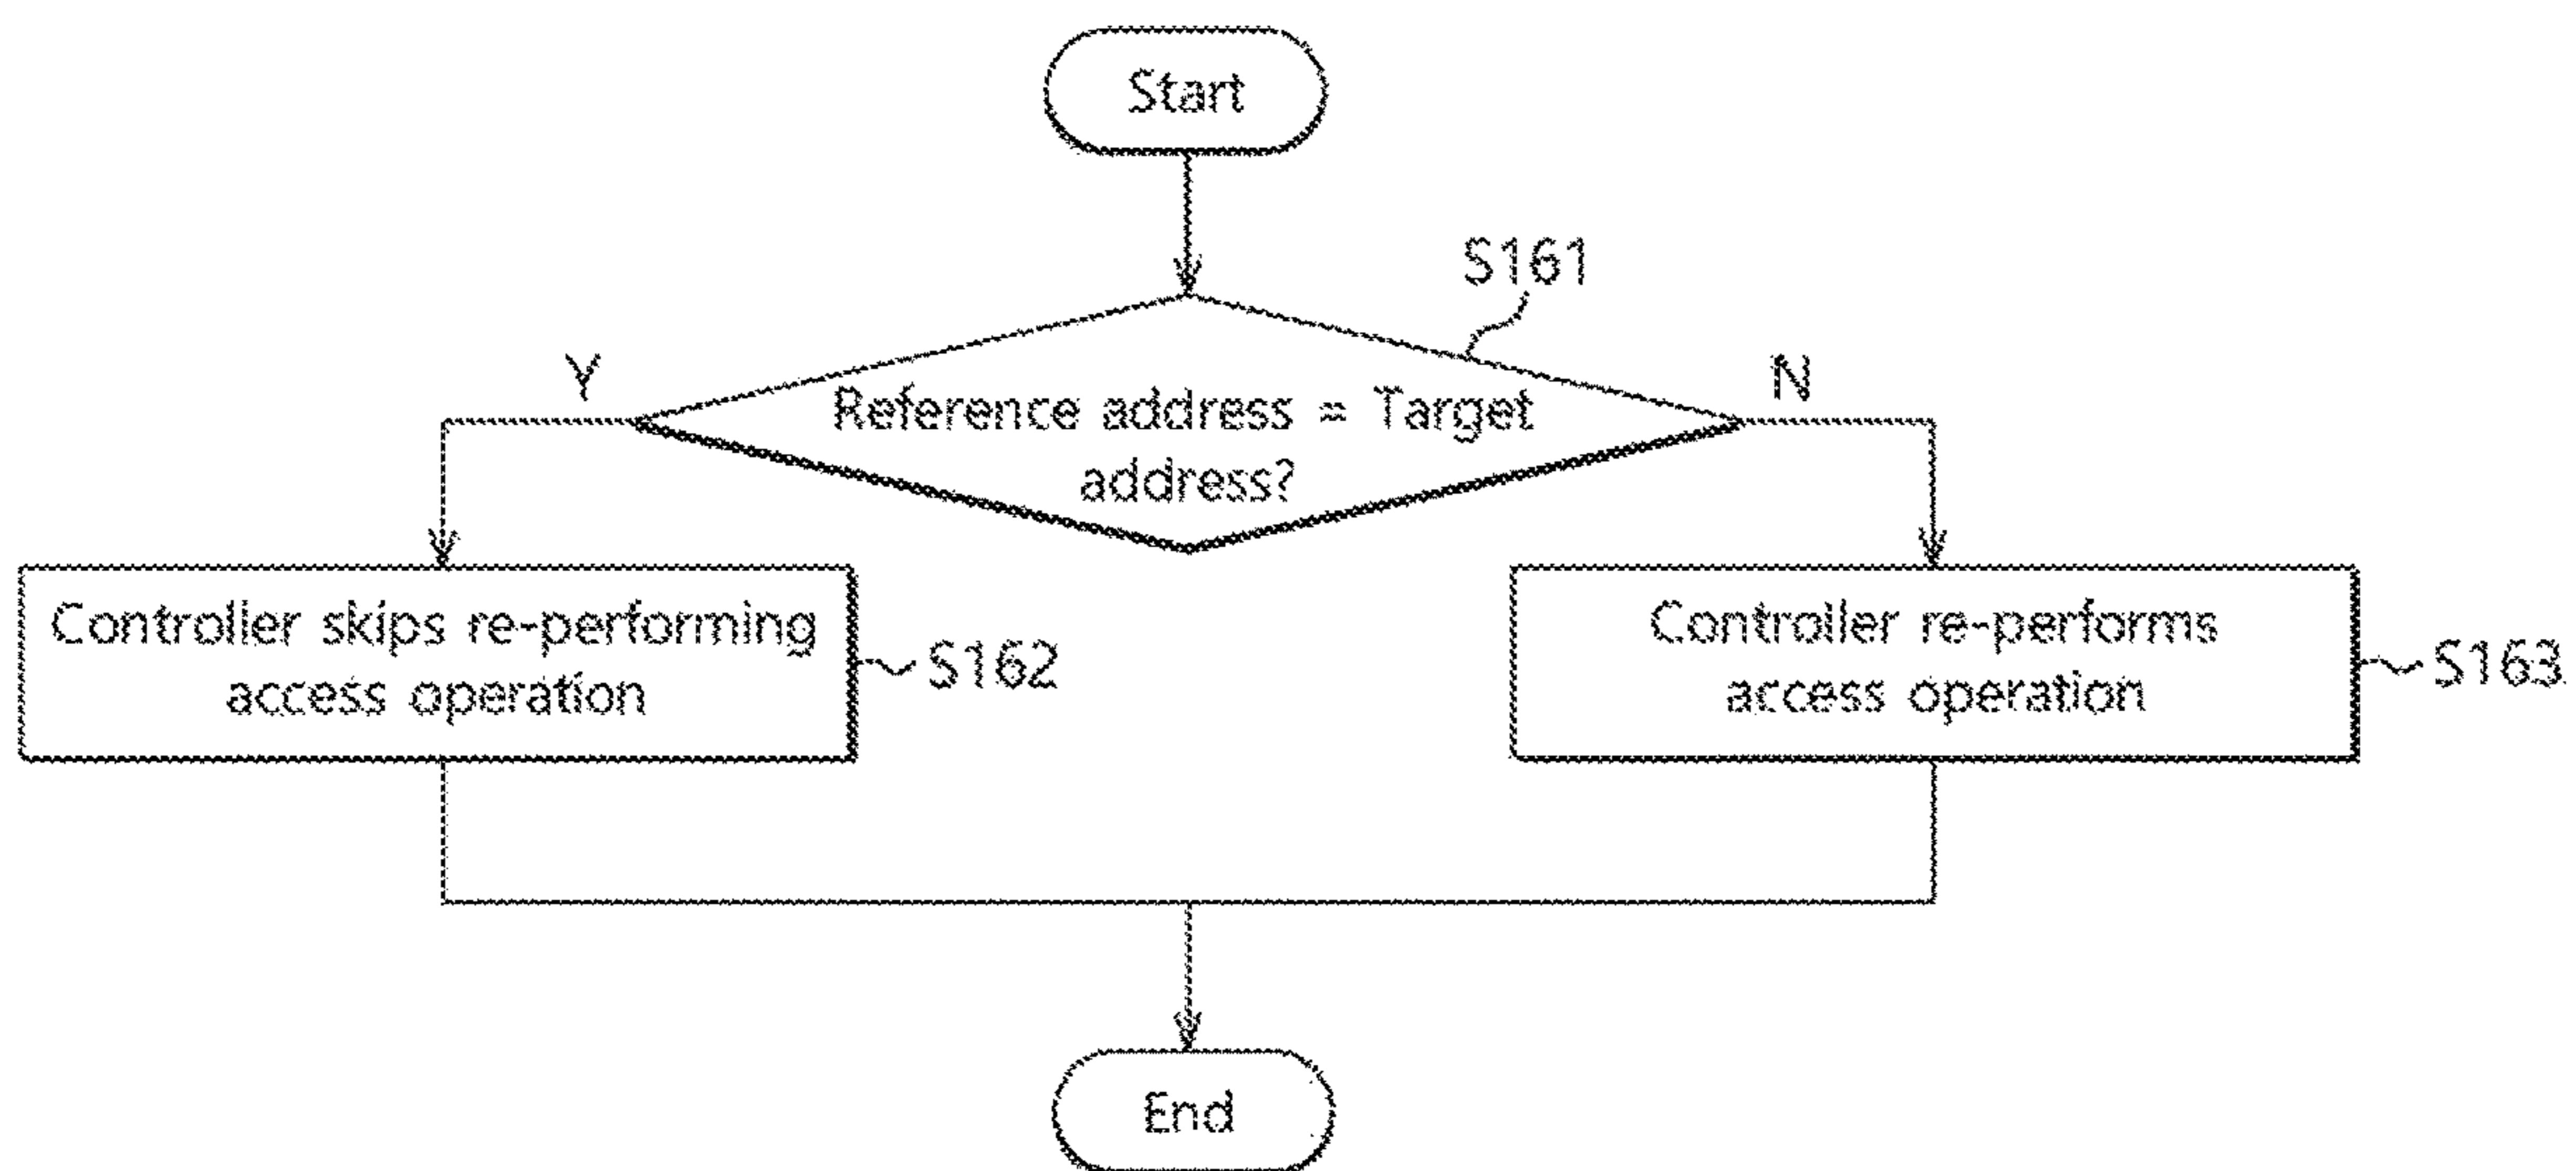 Start
S161
Y
N
Reference address = Target
address?
Controller skips re-performing
access operation
S162
Controller re-performs
access operation
S163
End